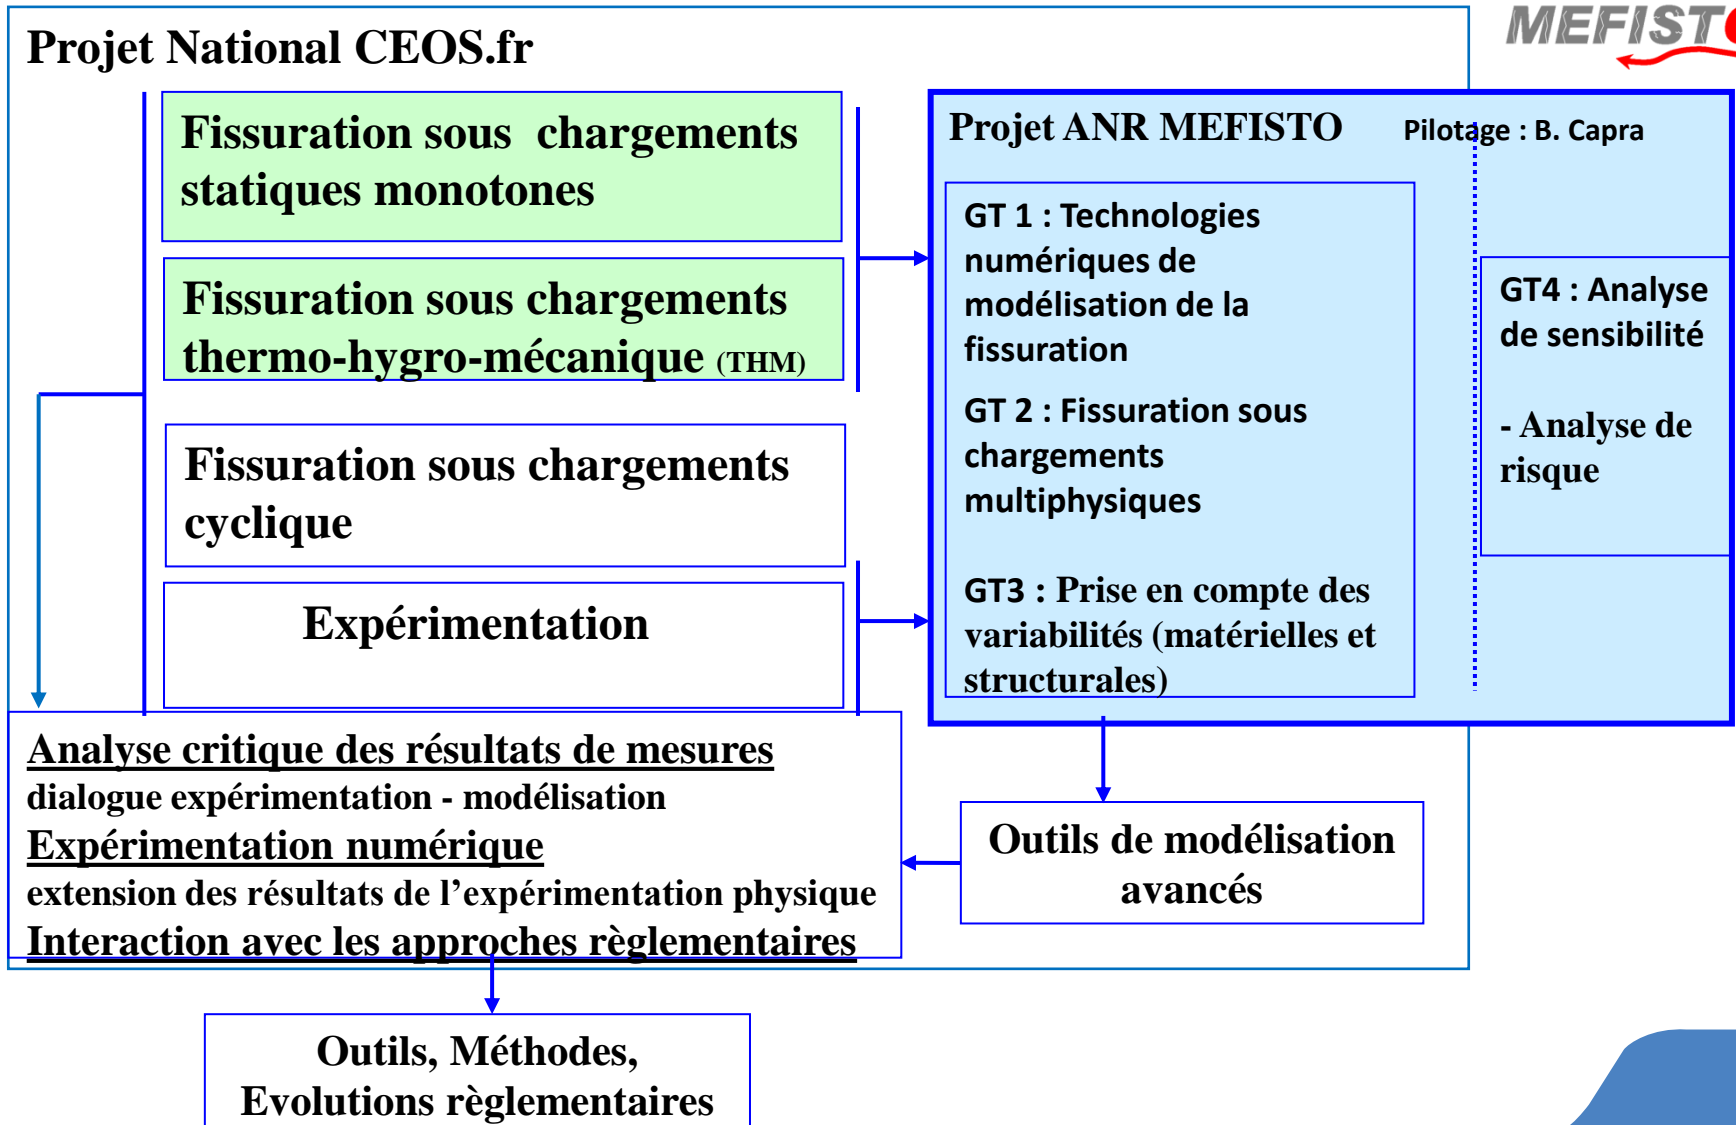 MEFISTO
Projet National CEOS.fr
Fissuration sous chargements
statiques monotones
Fissuration sous chargements
thermo-hygro-mécanique (THM)
Fissuration sous chargements
cyclique
Expérimentation
Projet ANR MEFISTO
Pilotage : B. Capra
GT 1 : Technologies
numériques de
modélisation de la
fissuration
GT 2 : Fissuration sous
chargements
multiphysiques
GT3 : Prise en compte des
variabilités (matérielles et
structurales)
GT4 : Analyse
de sensibilité
- Analyse de
risque
Analyse critique des résultats de mesures
dialogue expérimentation - modélisation
Expérimentation numérique
extension des résultats de l’expérimentation physique
Interaction avec les approches règlementaires
Outils de modélisation
avancés
Outils, Méthodes,
Evolutions règlementaires